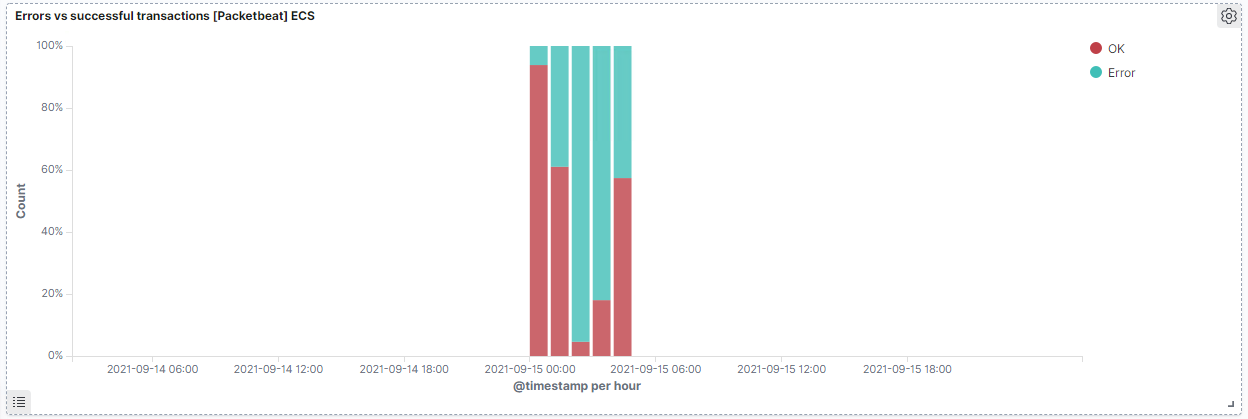 Errors vs successful transactions [Packetbeat] ECS
100%
80%
60%
40%
20%
0%
Count
2021-09-14 06:00 2021-09-14 12:00 2021-09-14 18:00 2021-09-15 00:00 2021-09-15 06:00 2021-09-15 12:00 2021-09-15 18:00
@timestamp per hour
OK
Error